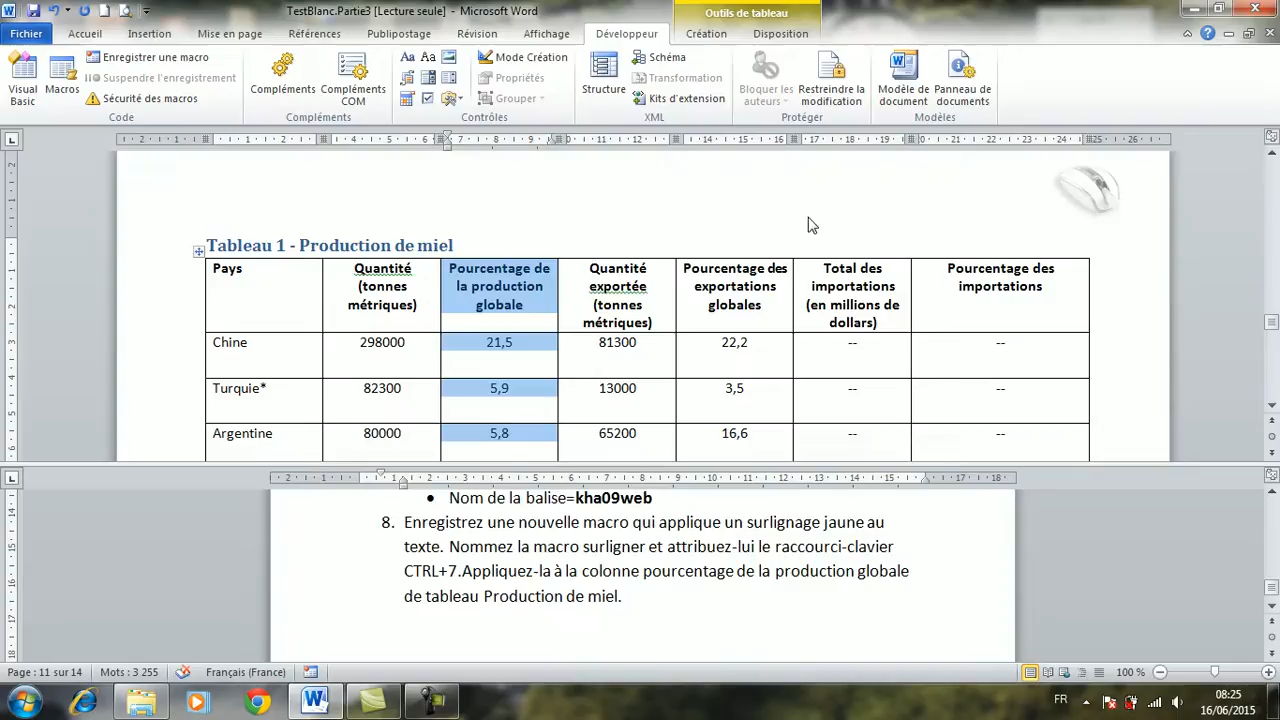 TestBlanc.Partie3 [Lecture seule] - Microsoft Word
Outils de tableau
Fichier Accueil Insertion Mise en page Références Publipostage Révision Affichage Développeur Création Disposition
Visual Basic
Macros
Enregistrer une macro
Suspendre l'enregistrement
Sécurité des macros
Code
Compléments
Compléments COM
Compléments
Mode Création
Propriétés
Grouper
Contrôles
Structure
Schéma
Transformation
Kits d'extension
XML
Bloquer les auteurs
Restreindre la modification
Protéger
Modèle de document
Panneau de documents
Modèles
Tableau 1 - Production de miel
Pays
Quantité (tonnes métriques)
Pourcentage de la production globale
Quantité exportée (tonnes métriques)
Pourcentage des exportations globales
Total des importations (en millions de dollars)
Pourcentage des importations
Chine 298000 21,5 81300 22,2 -- --
Turquie* 82300 5,9 13000 3,5 -- --
Argentine 80000 5,8 65200 16,6 -- --
• Nom de la balise=kha09web
8. Enregistrez une nouvelle macro qui applique un surlignage jaune au
texte. Nommez la macro surligner et attribuez-lui le raccourci-clavier
CTRL+7.Appliquez-la à la colonne pourcentage de la production globale
de tableau Production de miel.
Page : 11 sur 14 Mots : 3 255 Français (France) 100 %
FR
08:25
16/06/2015